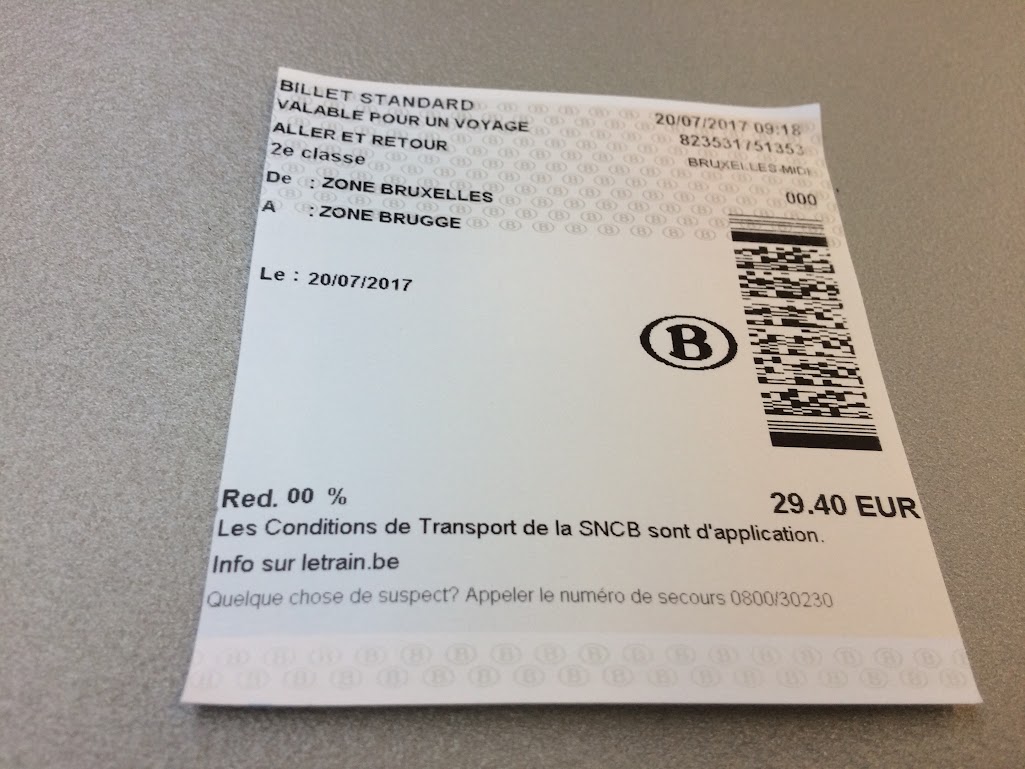 BILLET STANDARD
VALABLE POUR UN VOYAGE
ALLER ET RETOUR
2e classe
De : ZONE BRUXELLES
A : ZONE BRUGGE
20/07/2017 09:18
823531751353
BRUXELLES-MIDI
000
Le : 20/07/2017
B
Red. 00 %
29.40 EUR
Les Conditions de Transport de la SNCB sont d'application.
Info sur letrain.be
Quelque chose de suspect? Appeler le numéro de secours 0800/30230